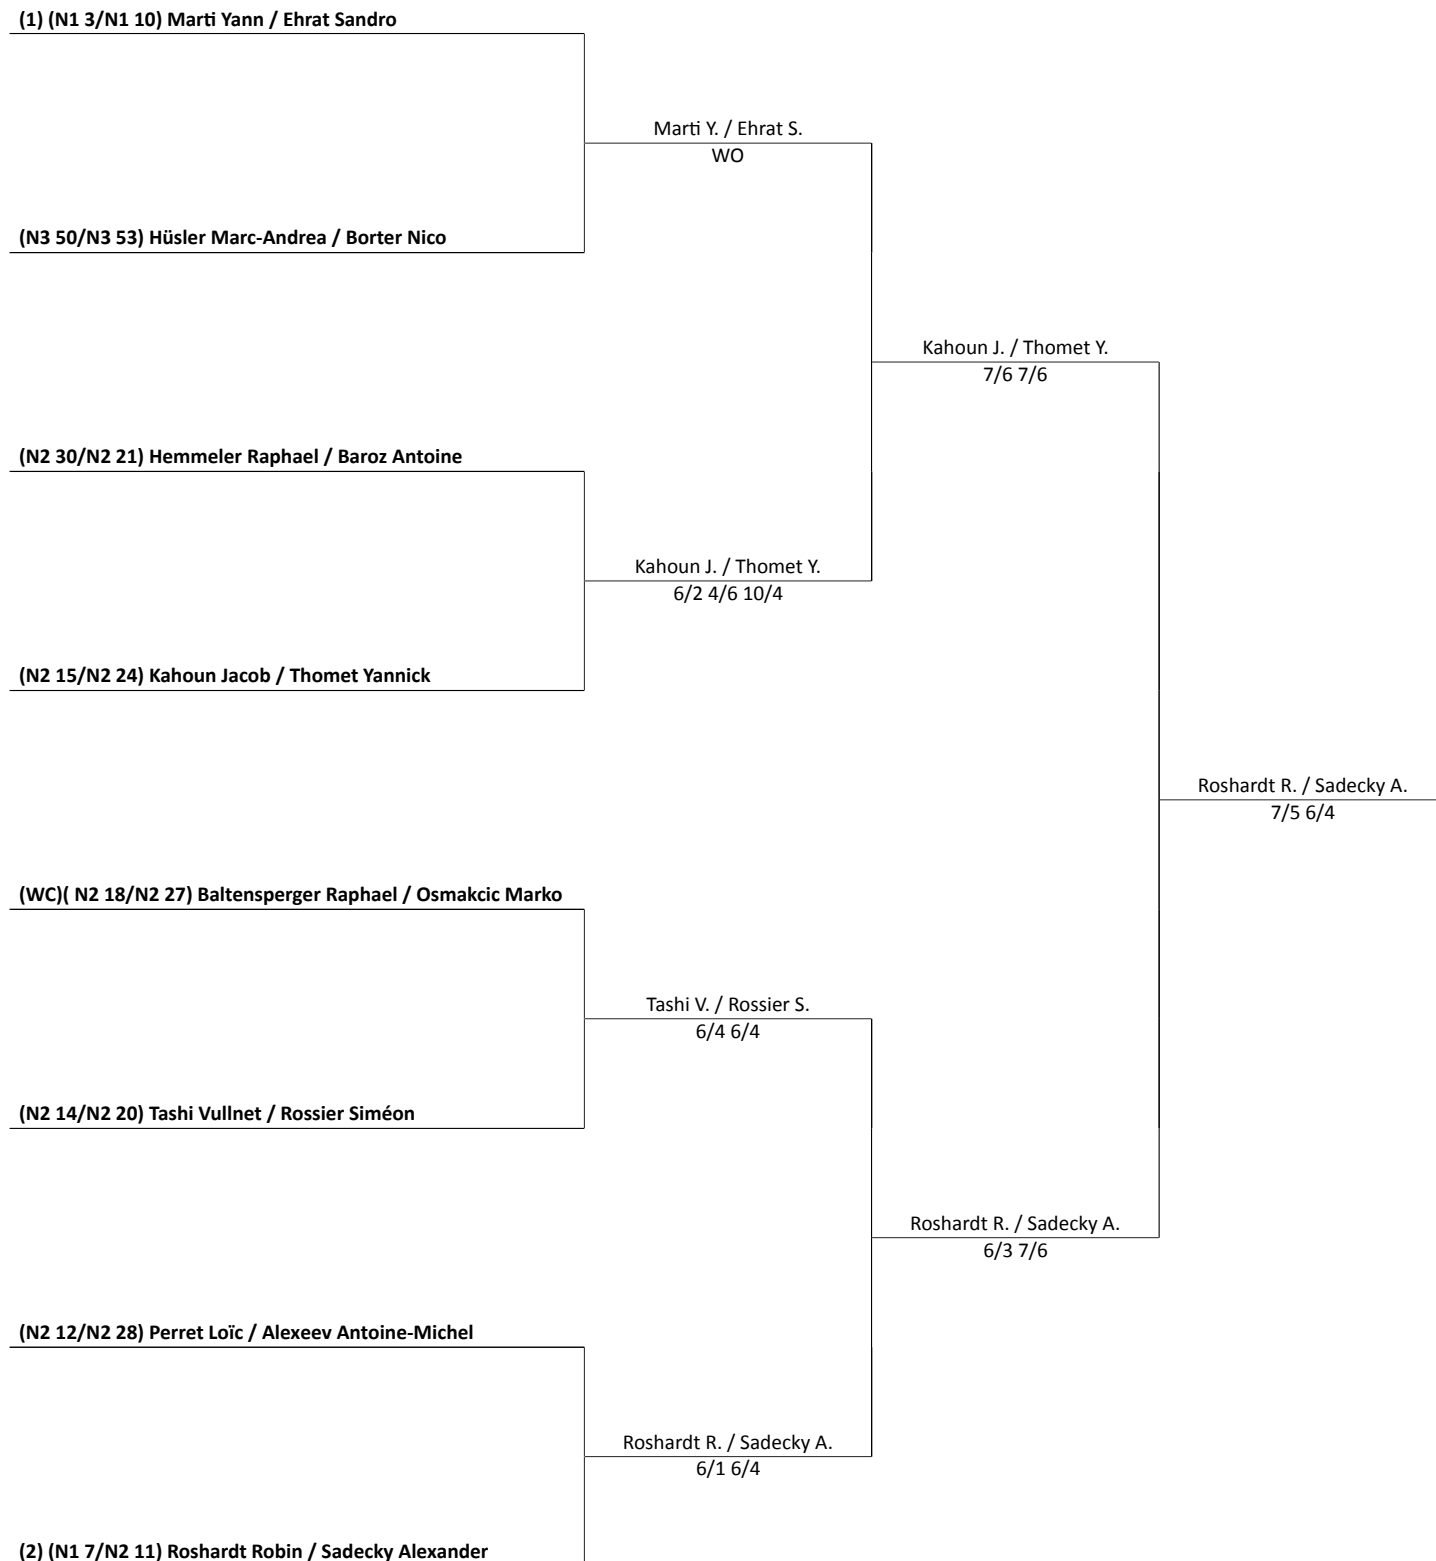 (1) (N1 3/N1 10) Marti Yann / Ehrat Sandro
Marti Y. / Ehrat S.
WO
(N3 50/N3 53) Hüsler Marc-Andrea / Borter Nico
Kahoun J. / Thomet Y.
7/6 7/6
(N2 30/N2 21) Hemmeler Raphael / Baroz Antoine
Kahoun J. / Thomet Y.
6/2 4/6 10/4
(N2 15/N2 24) Kahoun Jacob / Thomet Yannick
Roshardt R. / Sadecky A.
7/5 6/4
(WC)( N2 18/N2 27) Baltensperger Raphael / Osmakcic Marko
Tashi V. / Rossier S.
6/4 6/4
(N2 14/N2 20) Tashi Vullnet / Rossier Siméon
Roshardt R. / Sadecky A.
6/3 7/6
(N2 12/N2 28) Perret Loïc / Alexeev Antoine-Michel
Roshardt R. / Sadecky A.
6/1 6/4
(2) (N1 7/N2 11) Roshardt Robin / Sadecky Alexander